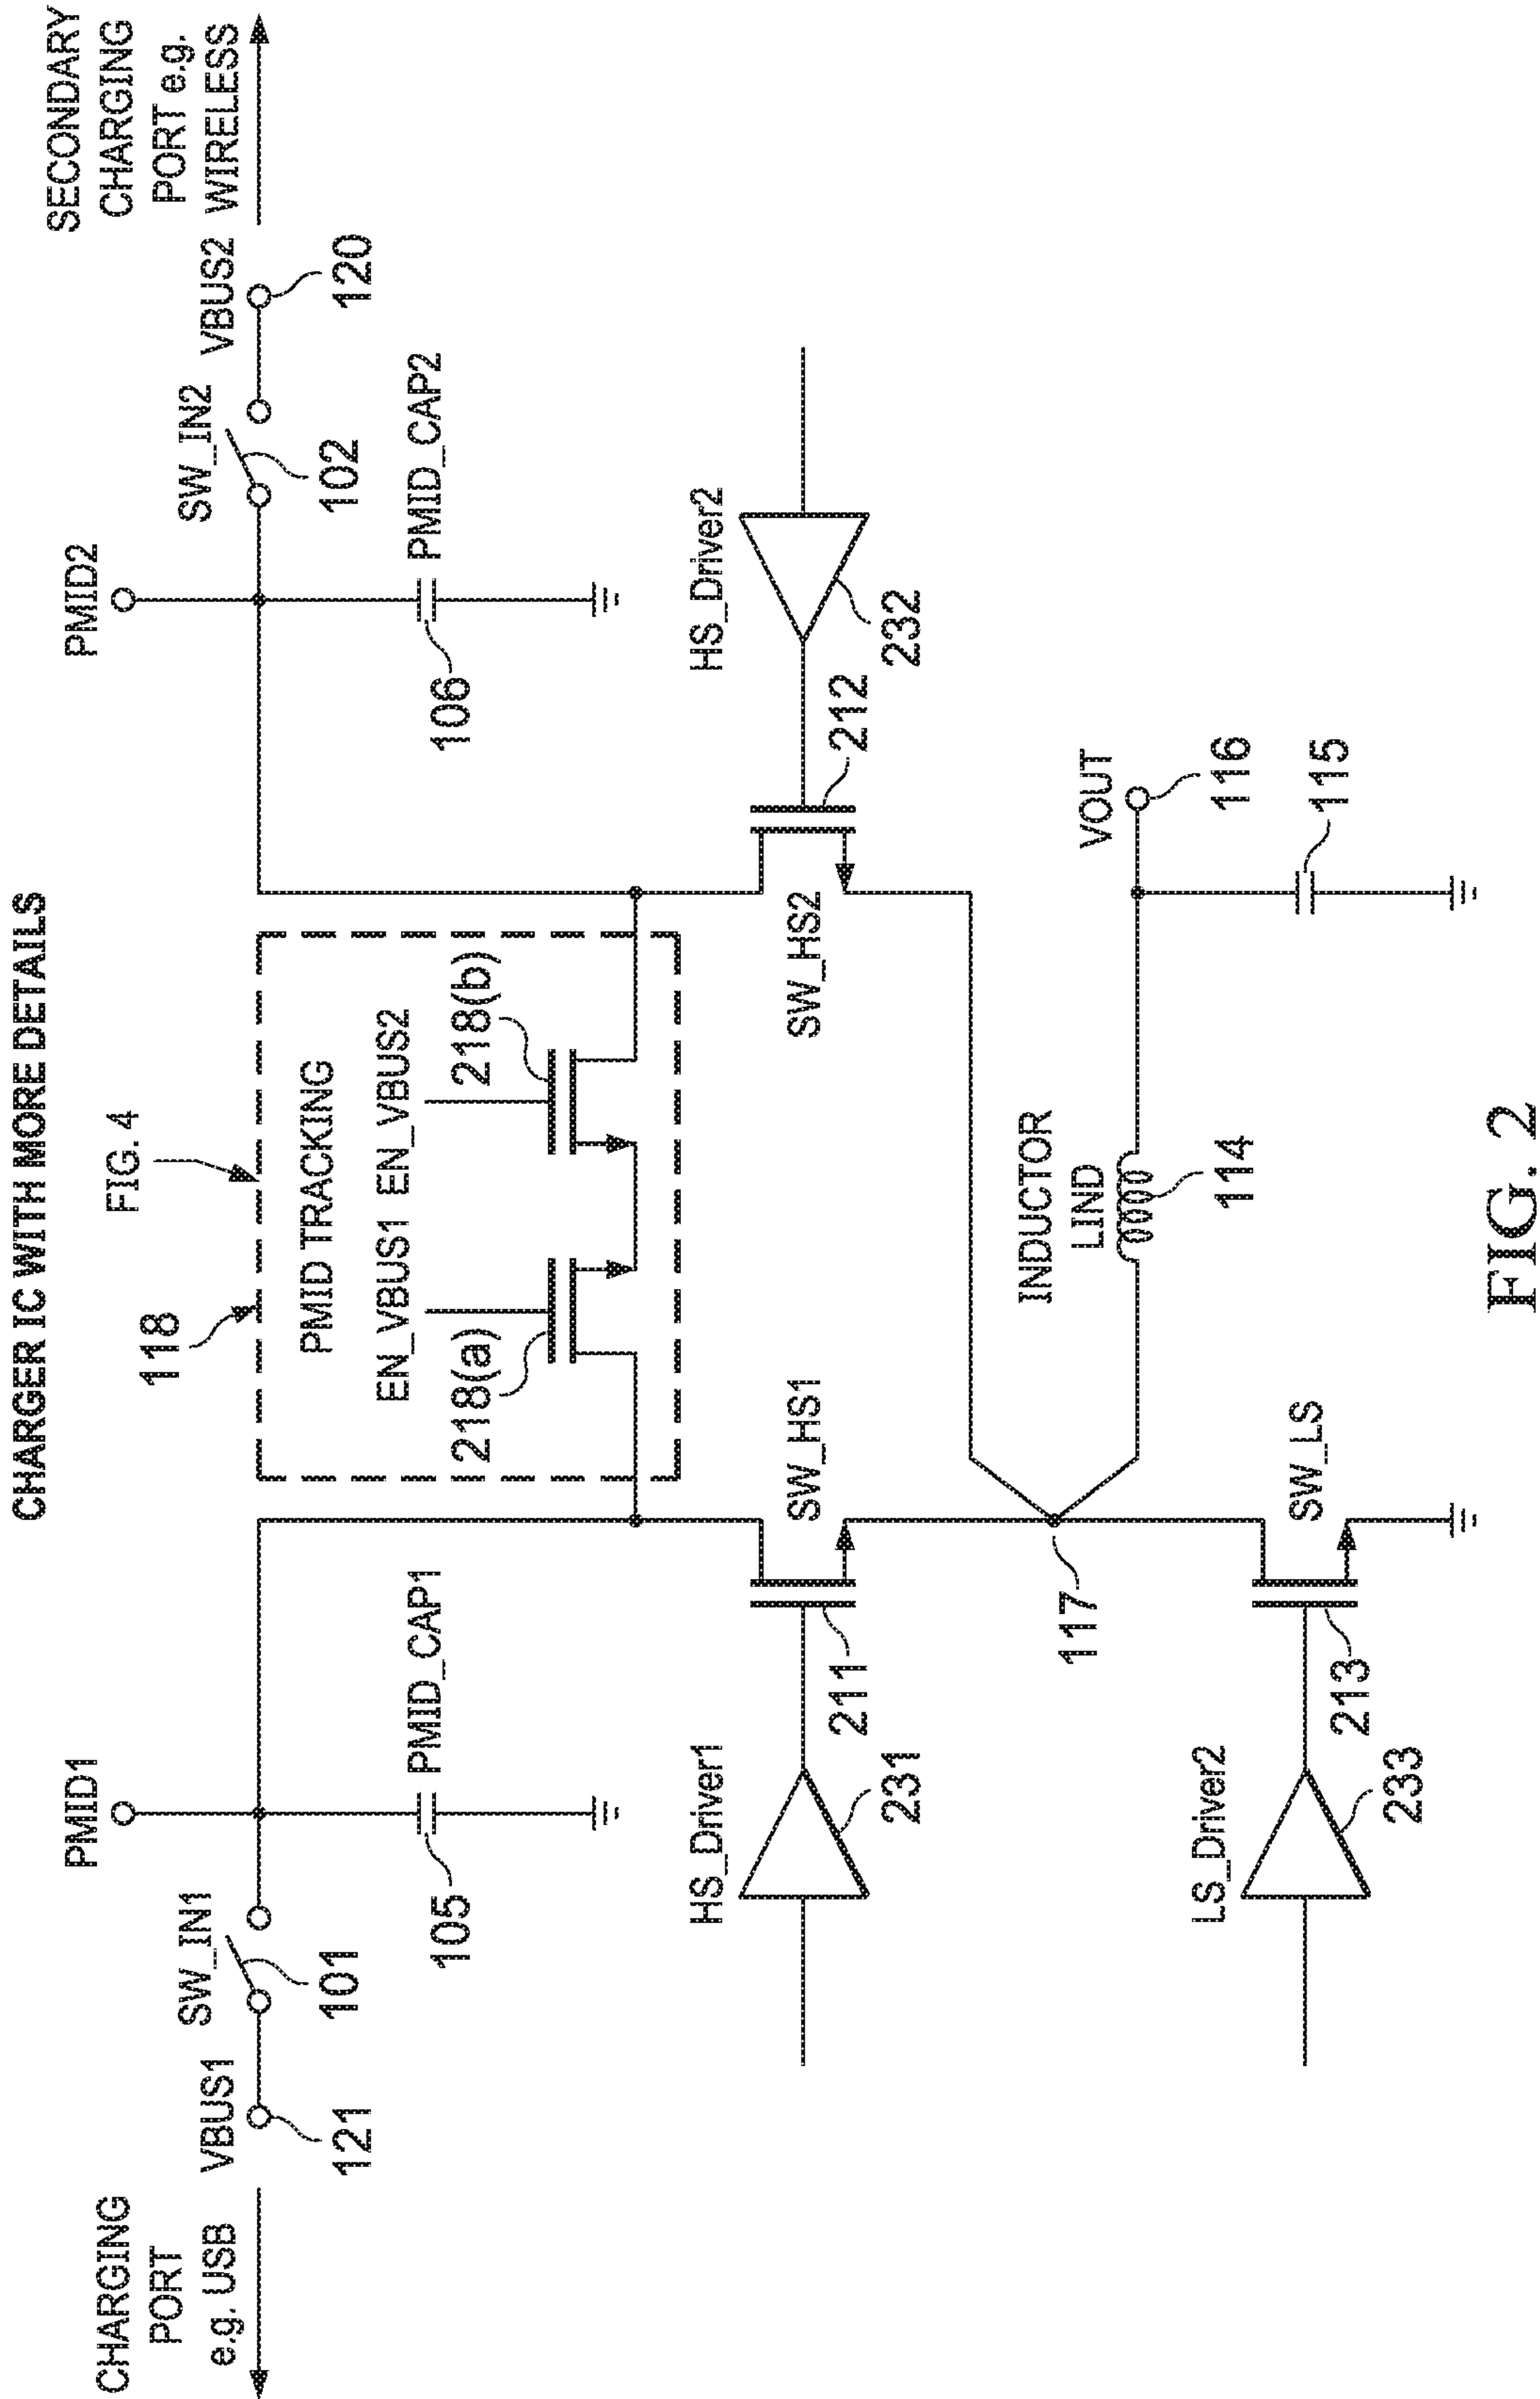 CHARGER IC WITH MORE DETAILS
CHARGING
PORT
e.g. USB
VBUS1
121
SW_IN1
101
PMID1
105
PMID_CAP1
118
FIG. 4
PMID TRACKING
EN_VBUS1 EN_VBUS2
218(a)
218(b)
PMID2
106
PMID_CAP2
SW_IN2
102
VBUS2
120
SECONDARY
CHARGING
PORT e.g.
WIRELESS
HS_Driver1
231
211
SW_HS1
SW_HS2
212
HS_Driver2
232
117
INDUCTOR
LIND
114
VOUT
116
115
LS_Driver2
233
213
SW_LS
FIG. 2